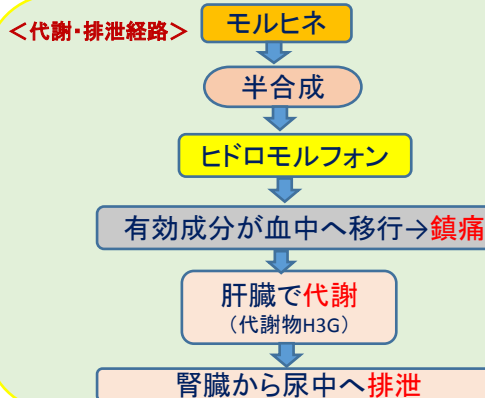 ＜代謝・排泄経路＞
モルヒネ
半合成
ヒドロモルフォン
有効成分が血中へ移行→鎮痛
肝臓で代謝
（代謝物H3G）
腎臓から尿中へ排泄